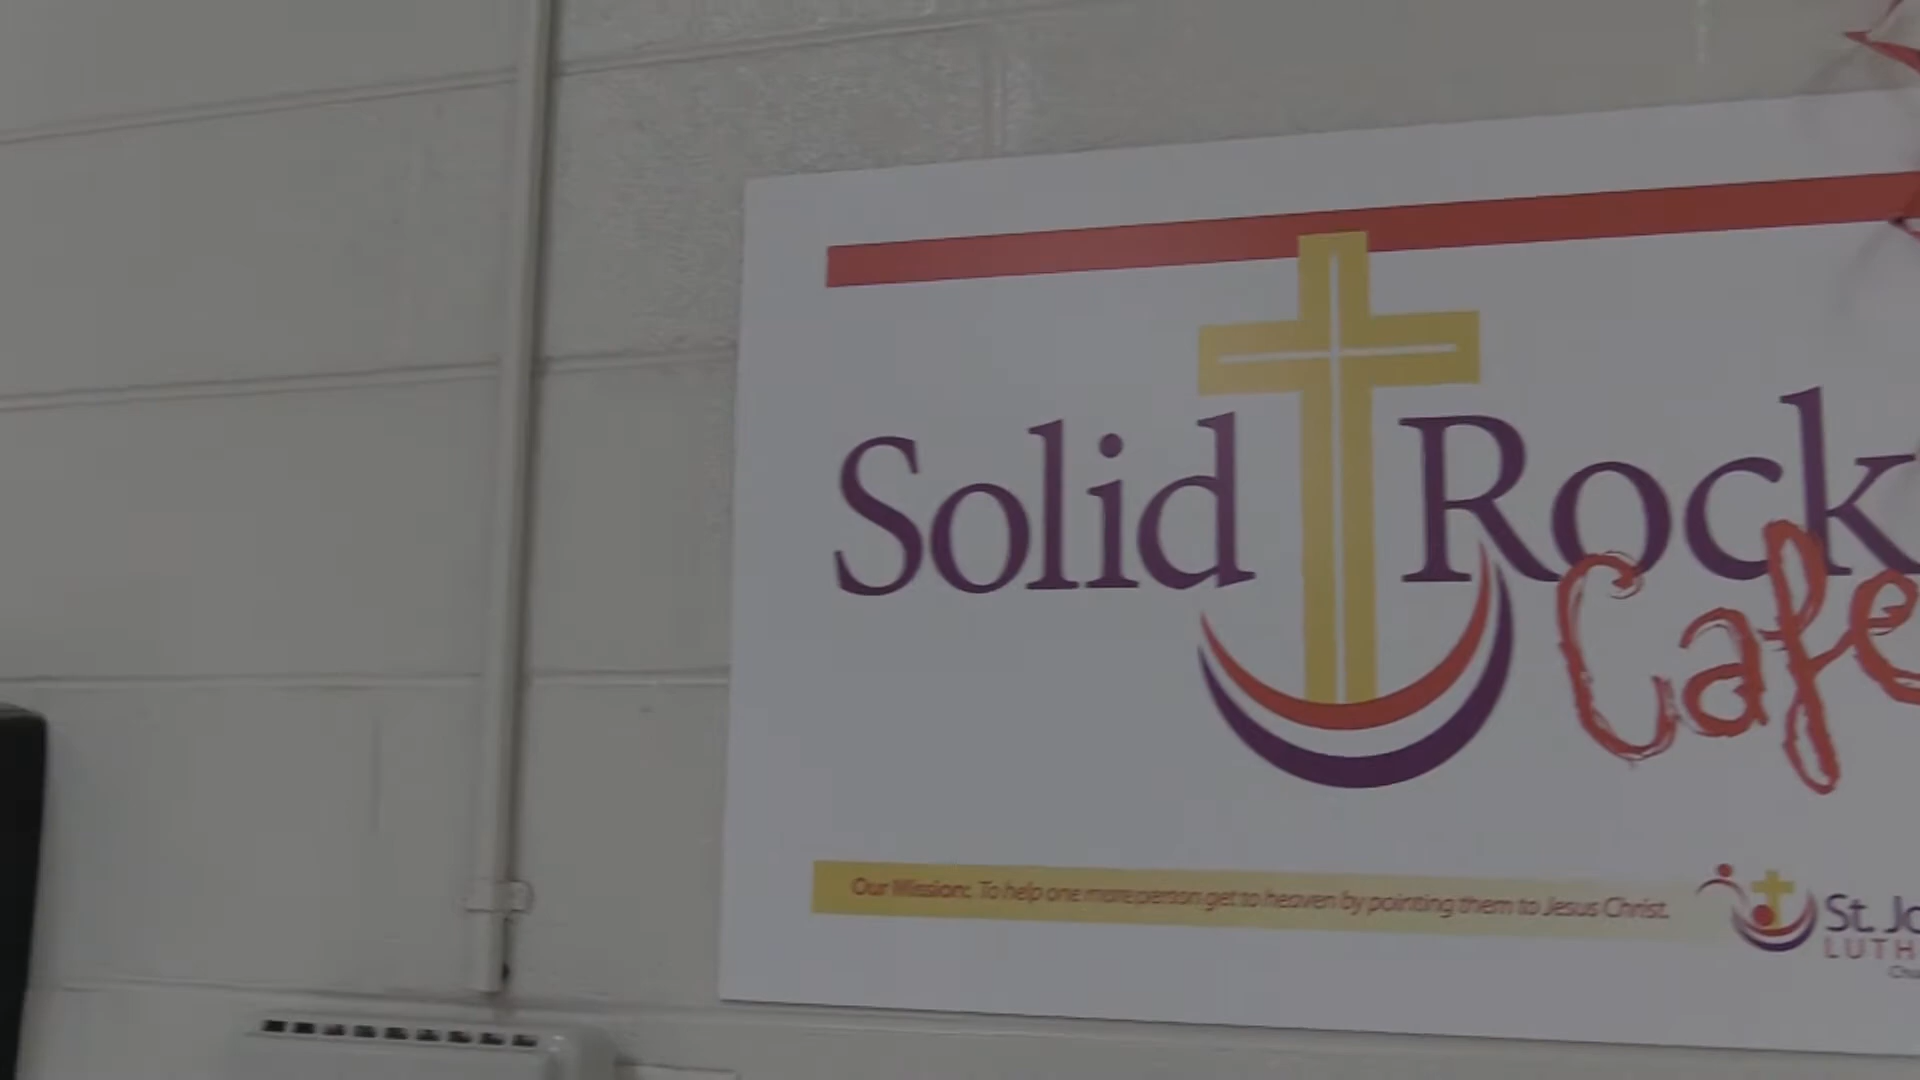 Solid Rock
Cafe
Our Mission: To help one more person get to heaven by pointing them to Jesus Christ.
St. Jo
LUTH